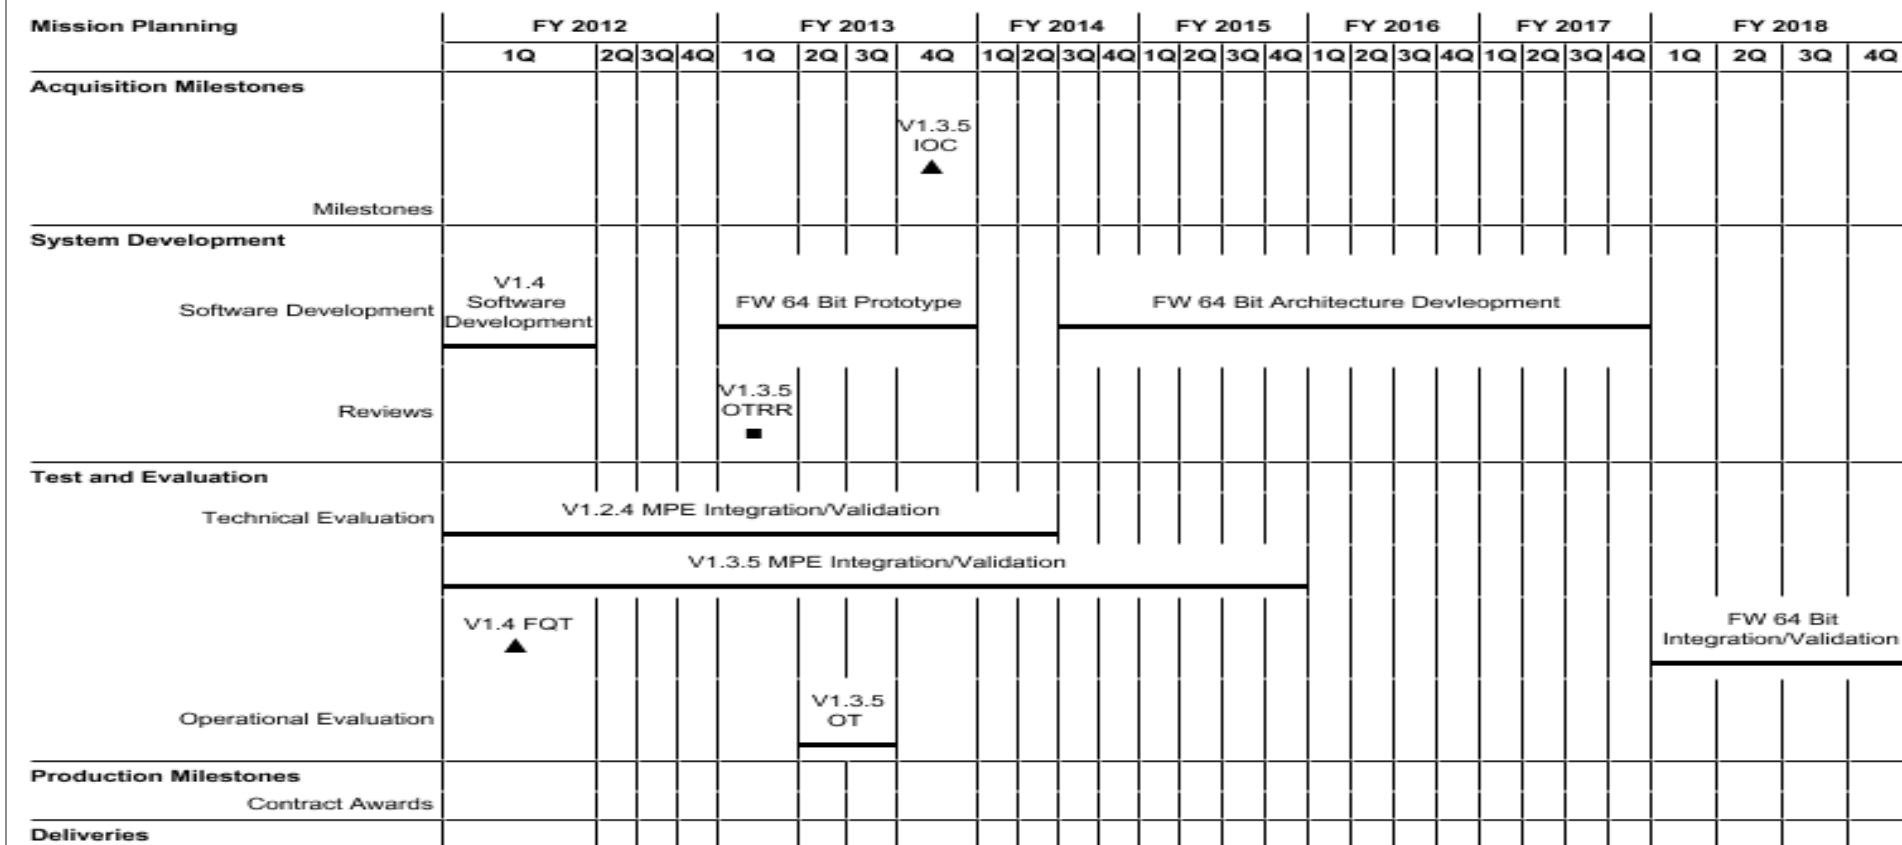 Mission Planning FY 2012 FY 2013 FY 2014 FY 2015 FY 2016 FY 2017 FY 2018
1Q 2Q 3Q 4Q 1Q 2Q 3Q 4Q 1Q 2Q 3Q 4Q 1Q 2Q 3Q 4Q 1Q 2Q 3Q 4Q 1Q 2Q 3Q 4Q 1Q 2Q 3Q 4Q
Acquisition Milestones
V1.3.5
IOC
Milestones
System Development
Software Development
V1.4
Software
Development
FW 64 Bit Prototype
FW 64 Bit Architecture Devleopment
Reviews
V1.3.5
OTRR
Test and Evaluation
Technical Evaluation
V1.2.4 MPE Integration/Validation
V1.3.5 MPE Integration/Validation
V1.4 FQT
FW 64 Bit
Integration/Validation
Operational Evaluation
V1.3.5
OT
Production Milestones
Contract Awards
Deliveries